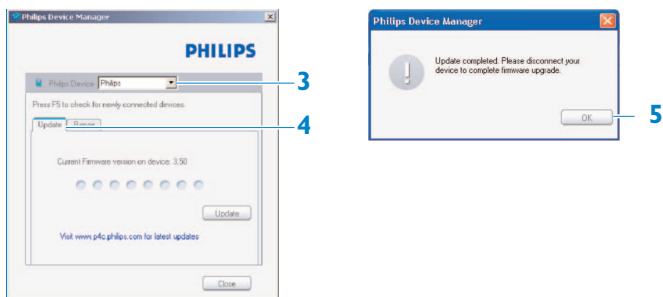 Philips Device Manager
PHILIPS
Philips Device Philips
3
Press F5 to check for newly connected devices.
Update Repair
4
Current Firmware version on device: 3.50
Update
Visit www.p4c.philips.com for latest updates
Close
Philips Device Manager
Update completed. Please disconnect your
device to complete firmware upgrade.
OK
5